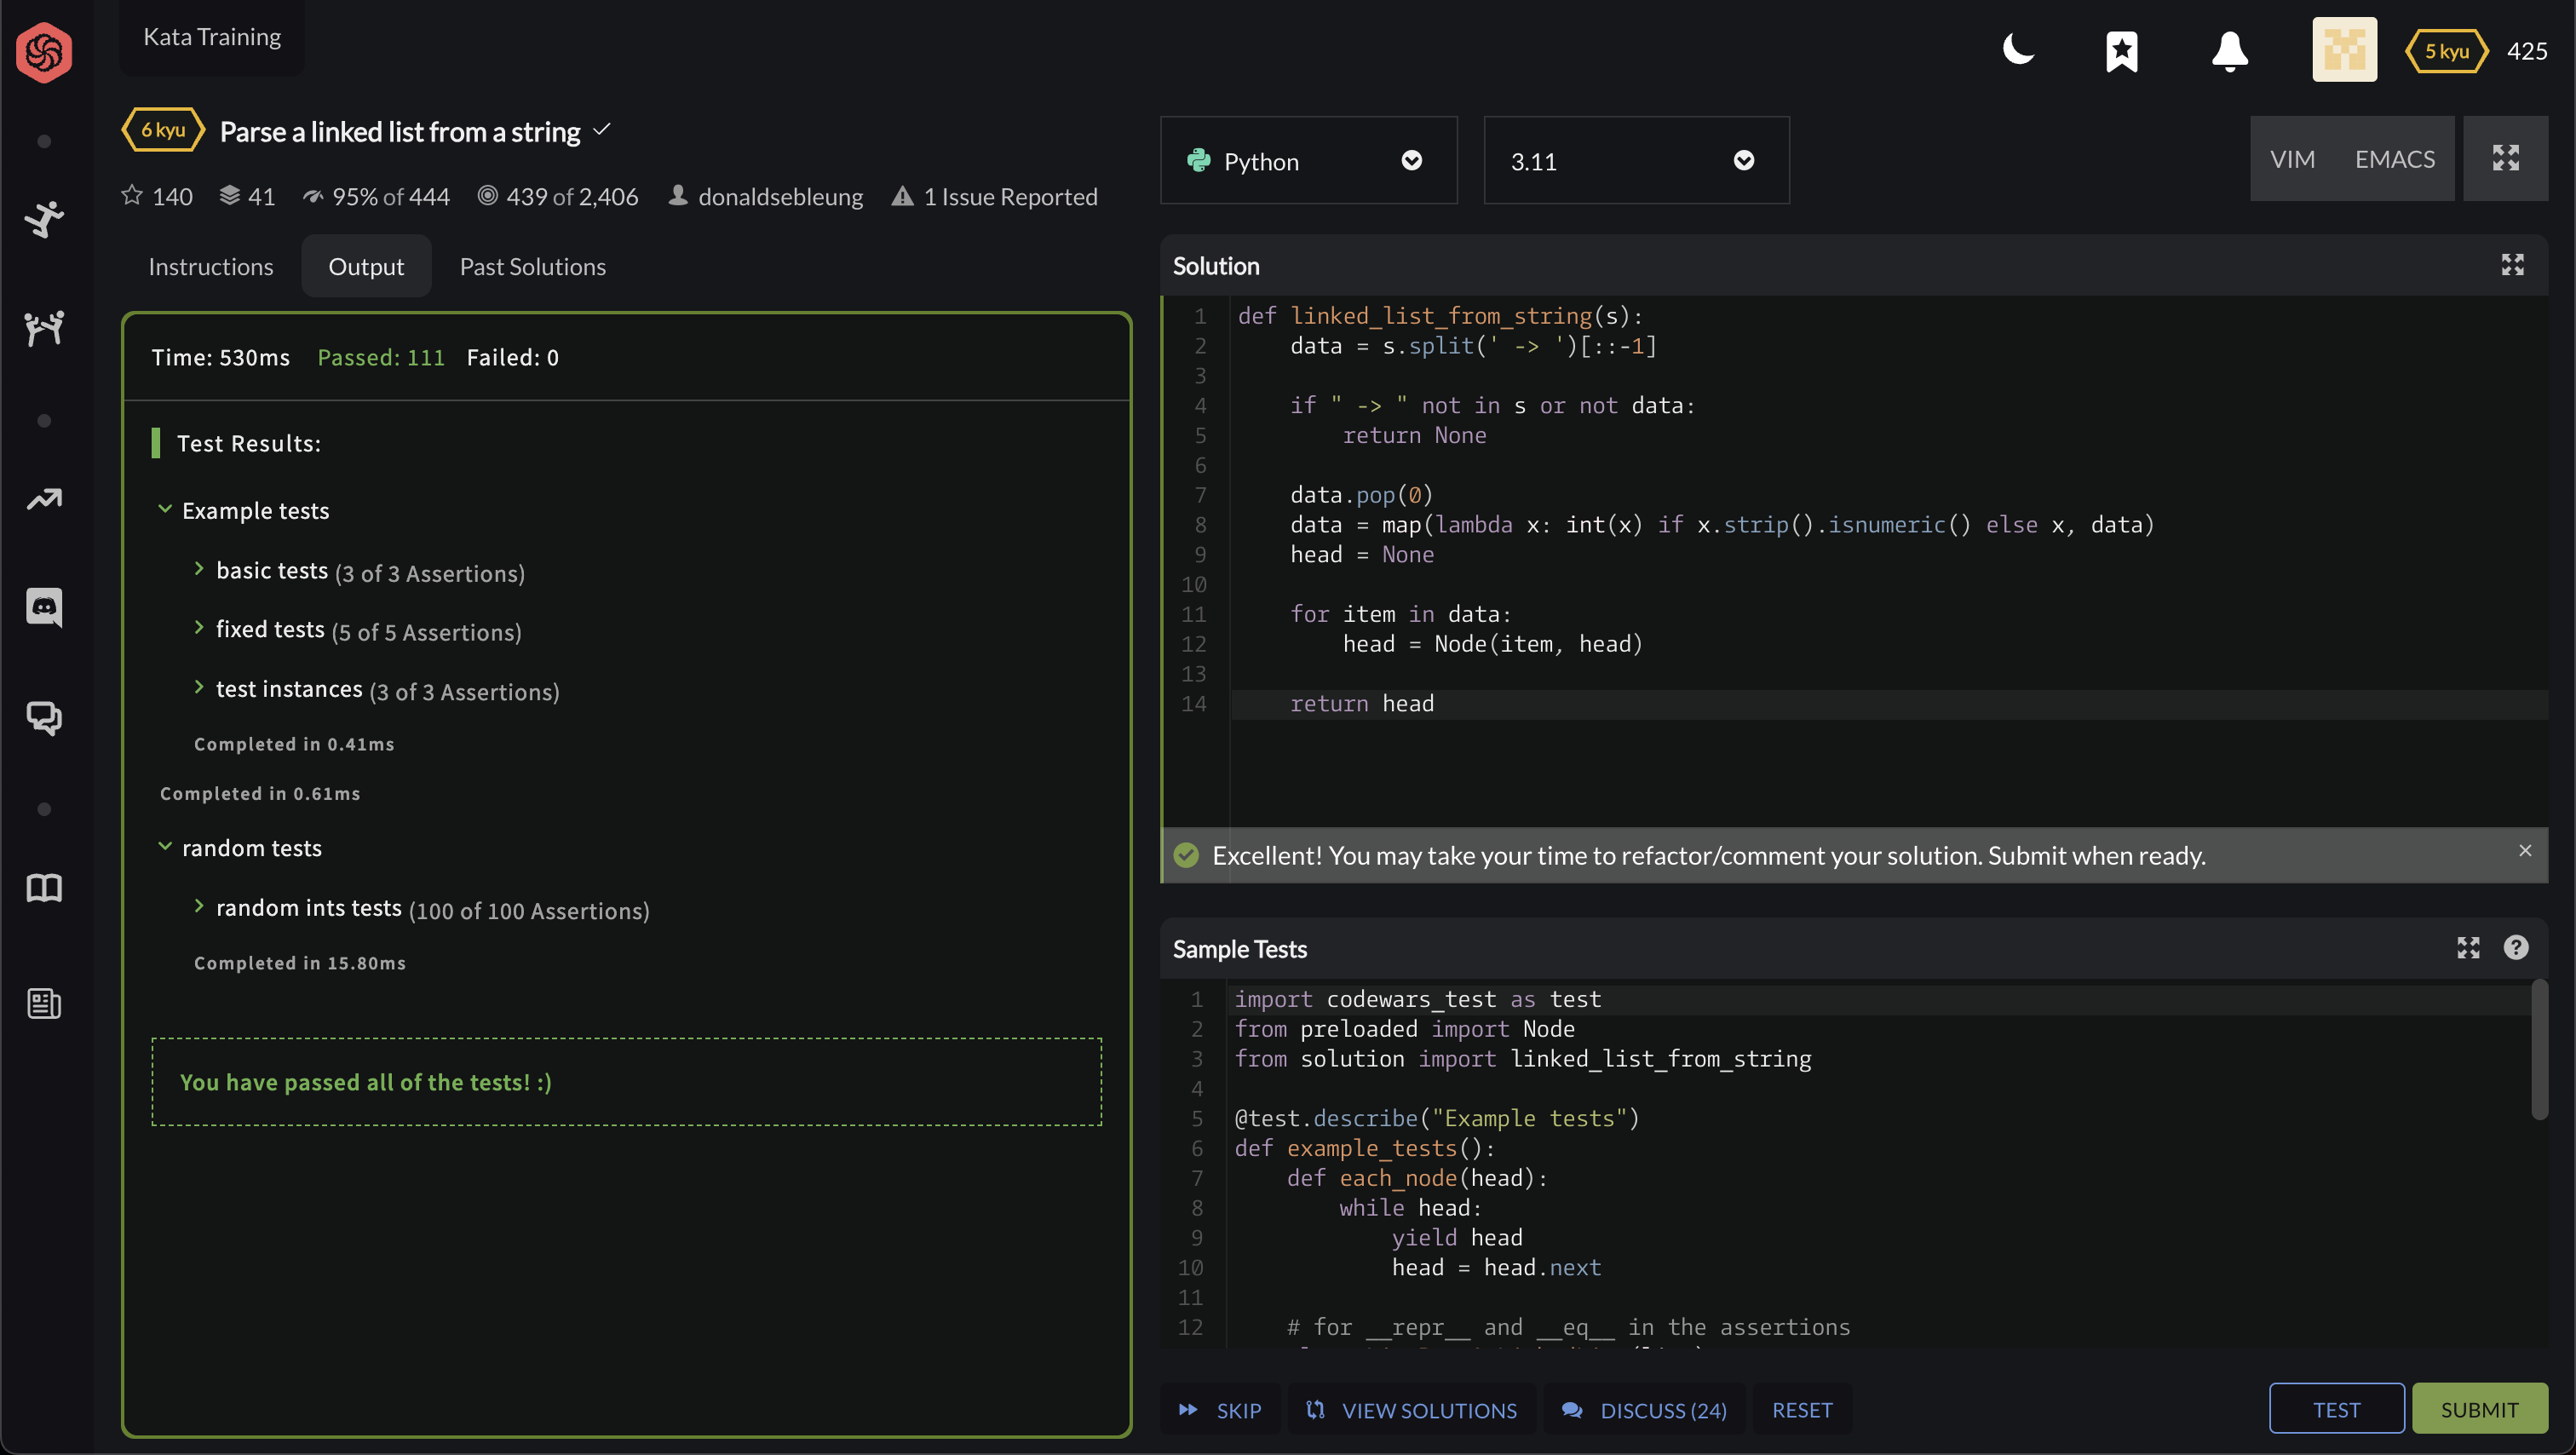 Kata Training
5 kyu
425
6 kyu
Parse a linked list from a string
140
41
95% of 444
439 of 2,406
donaldsebleung
1 Issue Reported
Instructions
Output
Past Solutions
Time: 530ms
Passed: 111
Failed: 0
Test Results:
Example tests
basic tests (3 of 3 Assertions)
fixed tests (5 of 5 Assertions)
test instances (3 of 3 Assertions)
Completed in 0.41ms
Completed in 0.61ms
random tests
random ints tests (100 of 100 Assertions)
Completed in 15.80ms
You have passed all of the tests! :)
Python
3.11
VIM
EMACS
Solution
1 def linked_list_from_string(s):
2     data = s.split(' -> ')[::-1]
3
4     if " -> " not in s or not data:
5         return None
6
7     data.pop(0)
8     data = map(lambda x: int(x) if x.strip().isnumeric() else x, data)
9     head = None
10
11     for item in data:
12         head = Node(item, head)
13
14     return head
Excellent! You may take your time to refactor/comment your solution. Submit when ready.
Sample Tests
1 import codewars_test as test
2 from preloaded import Node
3 from solution import linked_list_from_string
4
5 @test.describe("Example tests")
6 def example_tests():
7     def each_node(head):
8         while head:
9             yield head
10             head = head.next
11
12     # for __repr__ and __eq__ in the assertions
SKIP
VIEW SOLUTIONS
DISCUSS (24)
RESET
TEST
SUBMIT